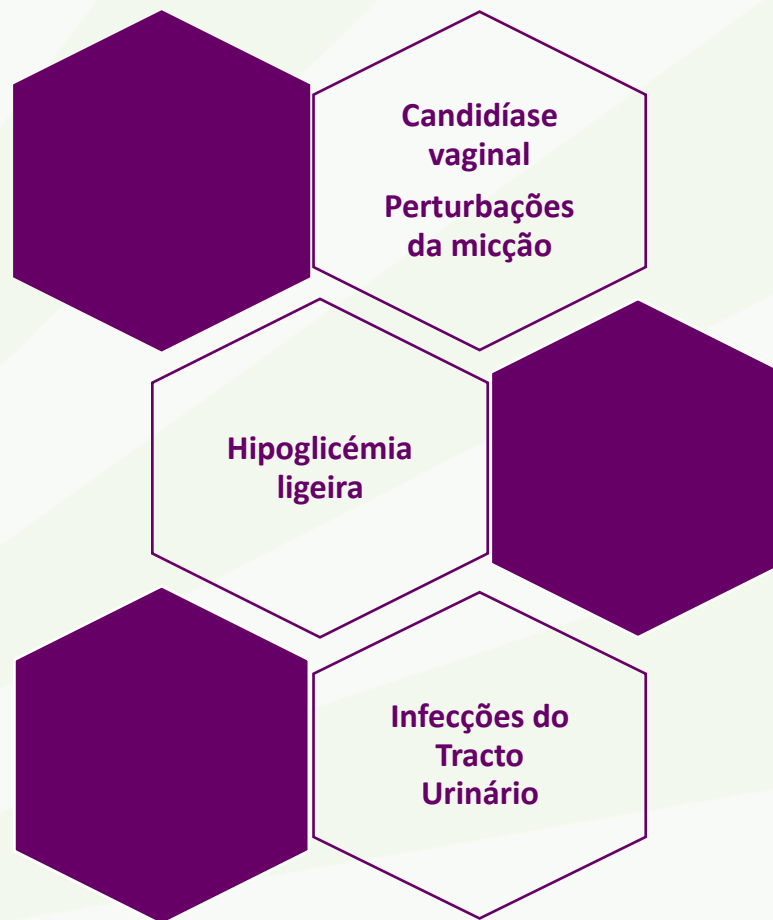 Candidíase
vaginal
Perturbações
da micção
Hipoglicémia
ligeira
Infecções do
Tracto
Urinário